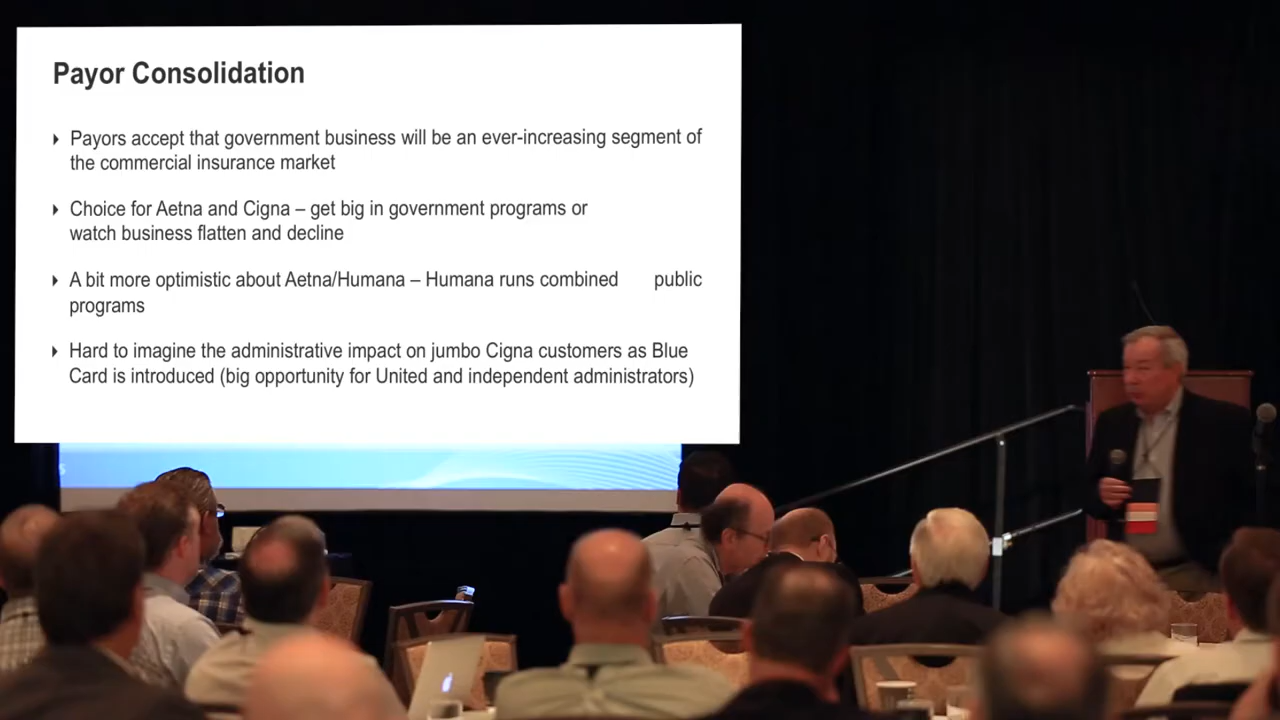 Payor Consolidation
Payors accept that government business will be an ever-increasing segment of
the commercial insurance market
Choice for Aetna and Cigna – get big in government programs or
watch business flatten and decline
A bit more optimistic about Aetna/Humana – Humana runs combined public
programs
Hard to imagine the administrative impact on jumbo Cigna customers as Blue
Card is introduced (big opportunity for United and independent administrators)